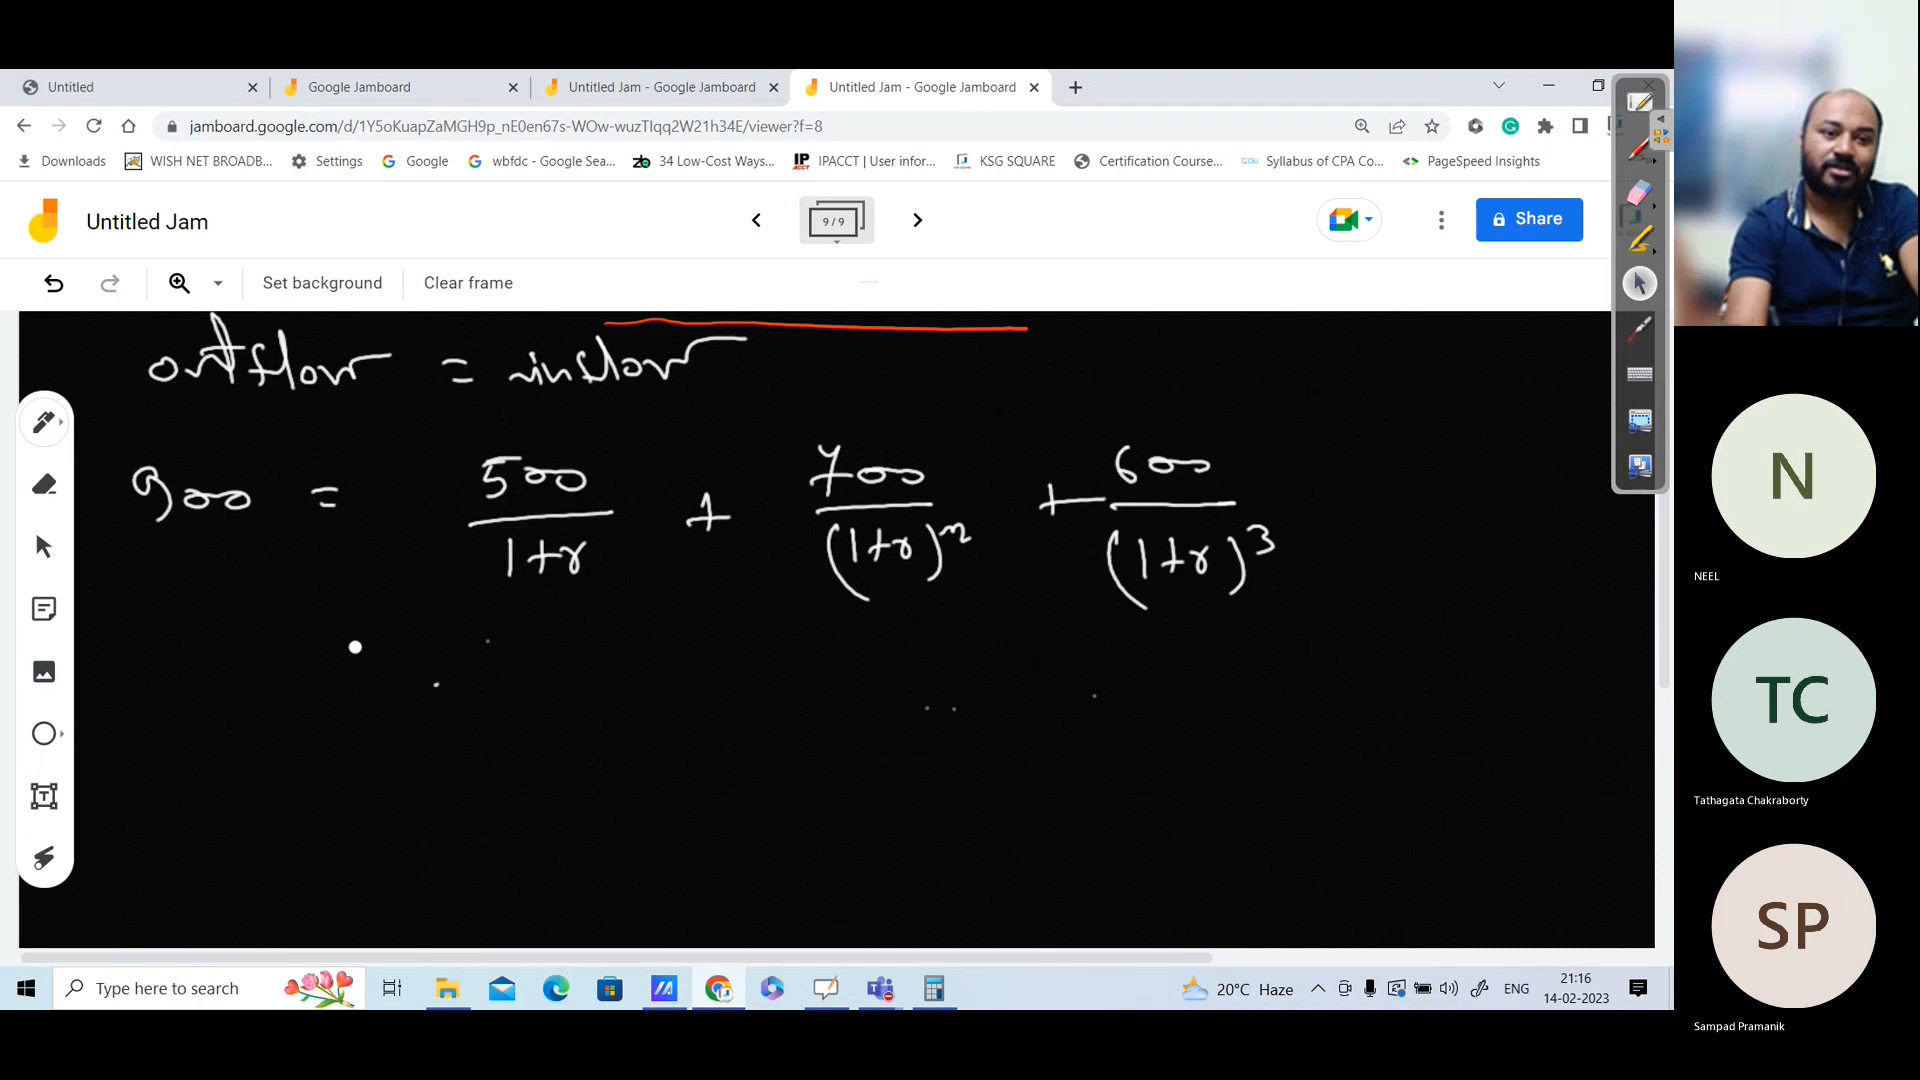 Untitled
Google Jamboard
Untitled Jam - Google Jamboard
Untitled Jam - Google Jamboard
jamboard.google.com/d/1Y5oKuapZaMGH9p_nE0en67s-WOw-wuzTIqq2W21h34E/viewer?f=8
Downloads
WISH NET BROADB...
Settings
Google
wbfdc - Google Sea...
34 Low-Cost Ways...
IPACCT | User infor...
KSG SQUARE
Certification Course...
Syllabus of CPA Co...
PageSpeed Insights
Untitled Jam
9 / 9
Share
Set background
Clear frame
outflow = inflow
900 = 500/1+r + 700/(1+r)^2 + 600/(1+r)^3
N
NEEL
TC
Tathagata Chakraborty
SP
Sampad Pramanik
Type here to search
20°C Haze
ENG
21:16
14-02-2023